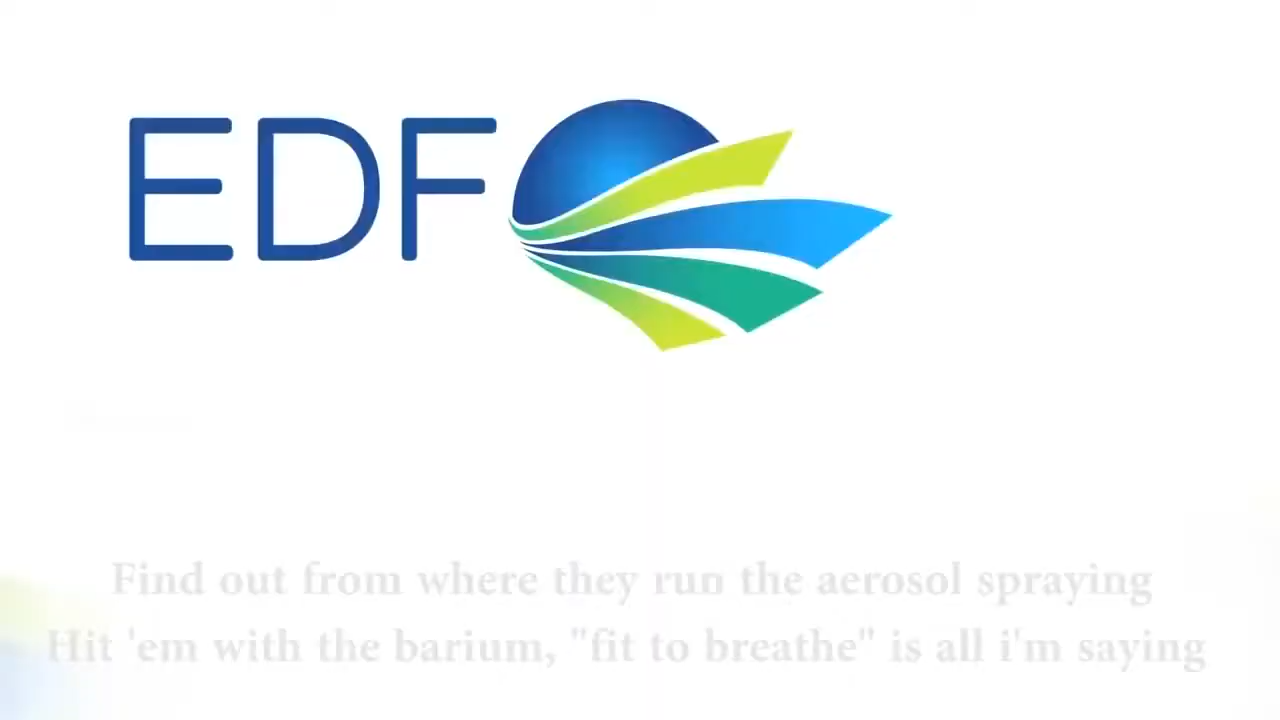 EDF
Find out from where they run the aerosol spraying
Hit 'em with the barium, "fit to breathe" is all i'm saying